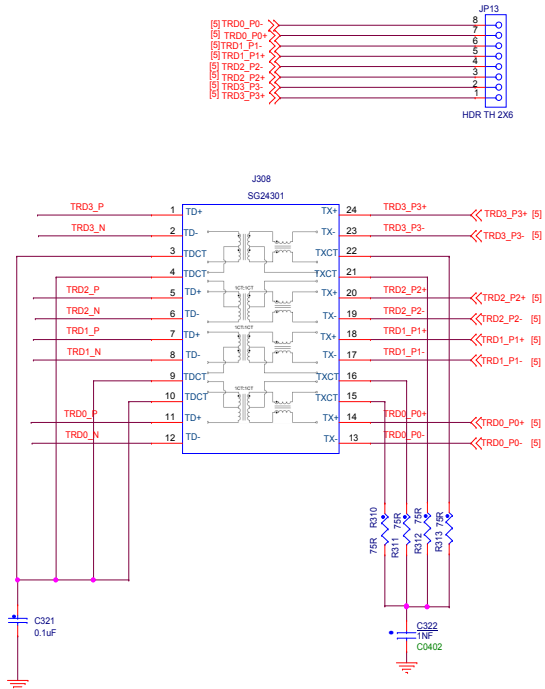 JP13
[5] TRD0_P0- 8
[5] TRD0_P0+ 7
[5] TRD1_P1- 6
[5] TRD1_P1+ 5
[5] TRD2_P2- 4
[5] TRD2_P2+ 3
[5] TRD3_P3- 2
[5] TRD3_P3+ 1
HDR TH 2X6
J308
SG24301
TRD3_P 1 TD+ TX+ 24 TRD3_P3+ TRD3_P3+ [5]
TRD3_N 2 TD- TX- 23 TRD3_P3- TRD3_P3- [5]
3 TDCT TXCT 22
4 TDCT TXCT 21
1CT:1CT
TRD2_P 5 TD+ TX+ 20 TRD2_P2+ TRD2_P2+ [5]
TRD2_N 6 TD- TX- 19 TRD2_P2- TRD2_P2- [5]
1CT:1CT
TRD1_P 7 TD+ TX+ 18 TRD1_P1+ TRD1_P1+ [5]
TRD1_N 8 TD- TX- 17 TRD1_P1- TRD1_P1- [5]
9 TDCT TXCT 16
1CT:1CT
10 TDCT TXCT 15
TRD0_P 11 TD+ TX+ 14 TRD0_P0+ TRD0_P0+ [5]
TRD0_N 12 TD- TX- 13 TRD0_P0- TRD0_P0- [5]
75R R310
R311 75R
R312 75R
R313 75R
C321
0.1uF
C322
1NF
C0402